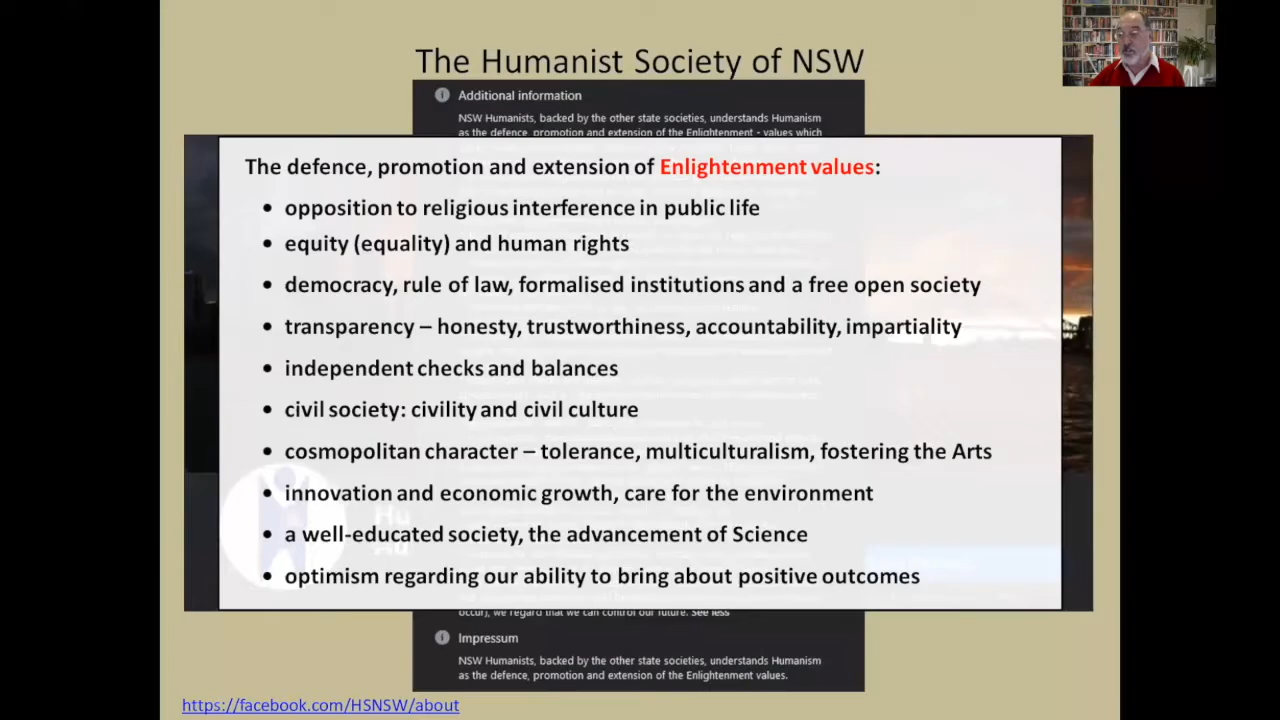 The Humanist Society of NSW
Additional information
NSW Humanists, backed by the other state societies, understands Humanism
as the defence, promotion and extension of the Enlightenment - values which
The defence, promotion and extension of Enlightenment values:
• opposition to religious interference in public life
• equity (equality) and human rights
• democracy, rule of law, formalised institutions and a free open society
• transparency – honesty, trustworthiness, accountability, impartiality
• independent checks and balances
• civil society: civility and civil culture
• cosmopolitan character – tolerance, multiculturalism, fostering the Arts
• innovation and economic growth, care for the environment
• a well-educated society, the advancement of Science
• optimism regarding our ability to bring about positive outcomes
occur), we regard that we can control our future. See less
Impressum
NSW Humanists, backed by the other state societies, understands Humanism
as the defence, promotion and extension of the Enlightenment values.
https://facebook.com/HSNSW/about